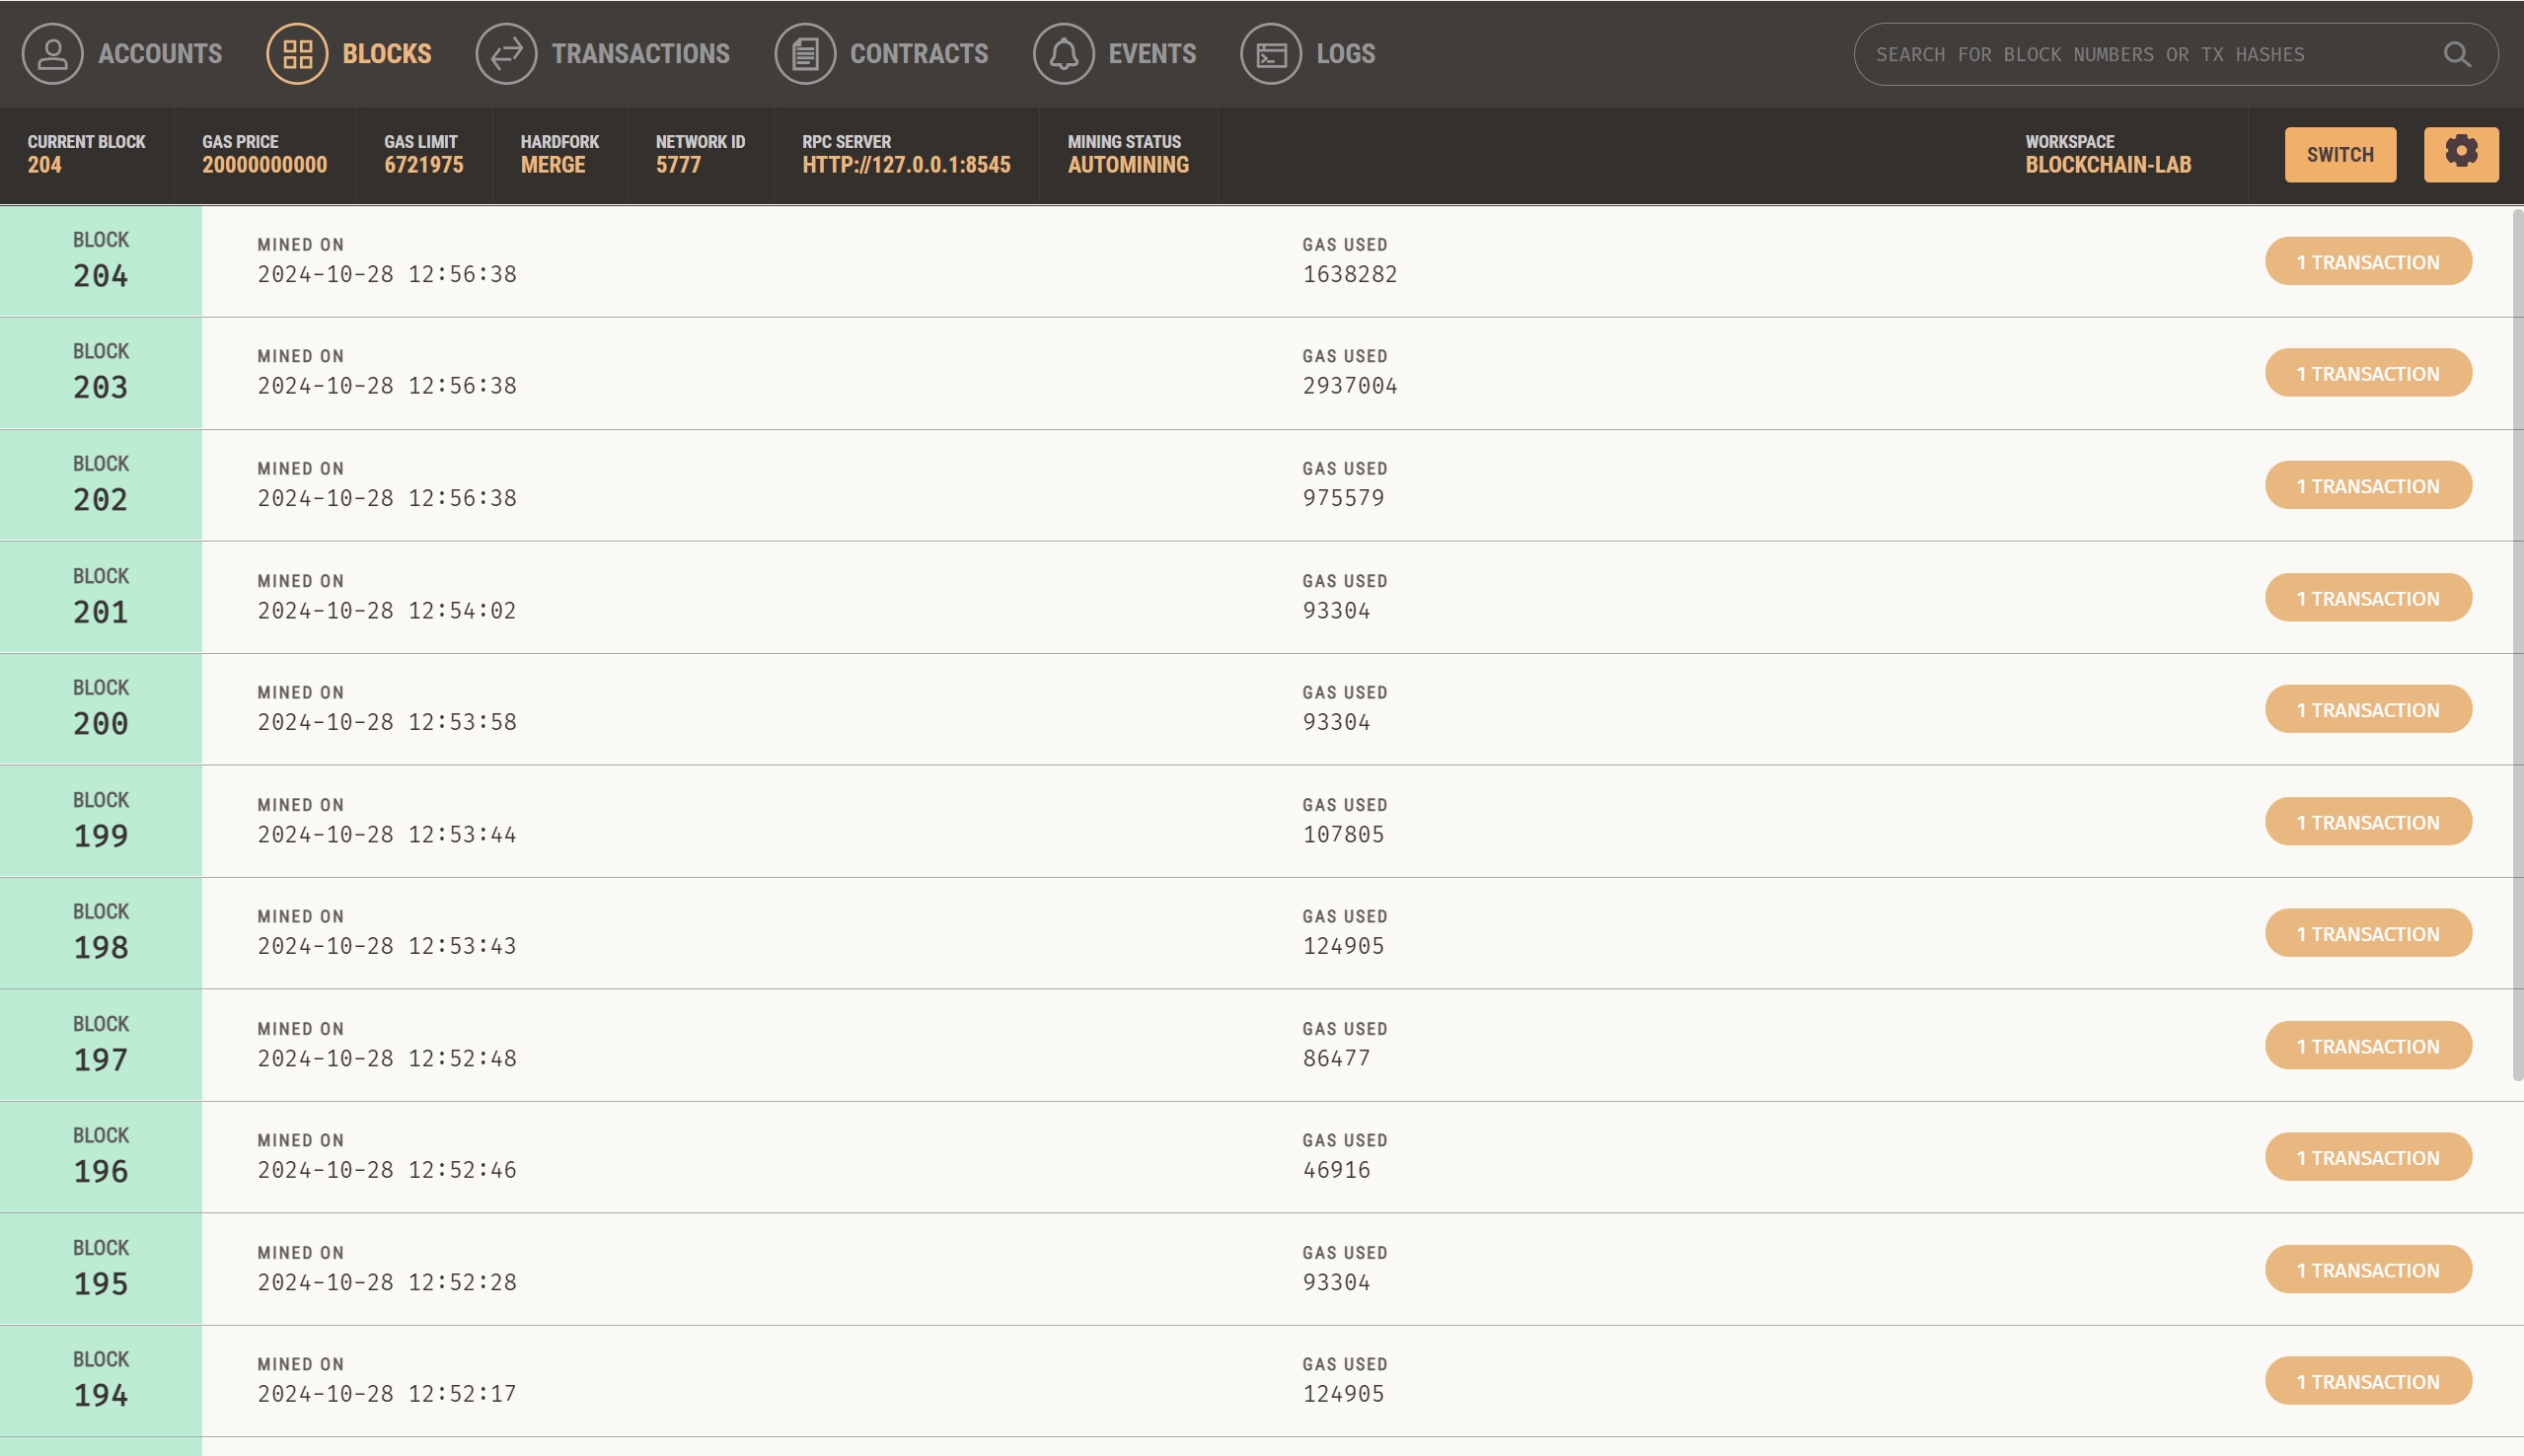 ACCOUNTS BLOCKS TRANSACTIONS CONTRACTS EVENTS LOGS SEARCH FOR BLOCK NUMBERS OR TX HASHES
CURRENT BLOCK GAS PRICE GAS LIMIT HARDFORK NETWORK ID RPC SERVER MINING STATUS WORKSPACE
204 20000000000 6721975 MERGE 5777 HTTP://127.0.0.1:8545 AUTOMINING BLOCKCHAIN-LAB SWITCH
BLOCK MINED ON GAS USED
204 2024-10-28 12:56:38 1638282 1 TRANSACTION
BLOCK MINED ON GAS USED
203 2024-10-28 12:56:38 2937004 1 TRANSACTION
BLOCK MINED ON GAS USED
202 2024-10-28 12:56:38 975579 1 TRANSACTION
BLOCK MINED ON GAS USED
201 2024-10-28 12:54:02 93304 1 TRANSACTION
BLOCK MINED ON GAS USED
200 2024-10-28 12:53:58 93304 1 TRANSACTION
BLOCK MINED ON GAS USED
199 2024-10-28 12:53:44 107805 1 TRANSACTION
BLOCK MINED ON GAS USED
198 2024-10-28 12:53:43 124905 1 TRANSACTION
BLOCK MINED ON GAS USED
197 2024-10-28 12:52:48 86477 1 TRANSACTION
BLOCK MINED ON GAS USED
196 2024-10-28 12:52:46 46916 1 TRANSACTION
BLOCK MINED ON GAS USED
195 2024-10-28 12:52:28 93304 1 TRANSACTION
BLOCK MINED ON GAS USED
194 2024-10-28 12:52:17 124905 1 TRANSACTION